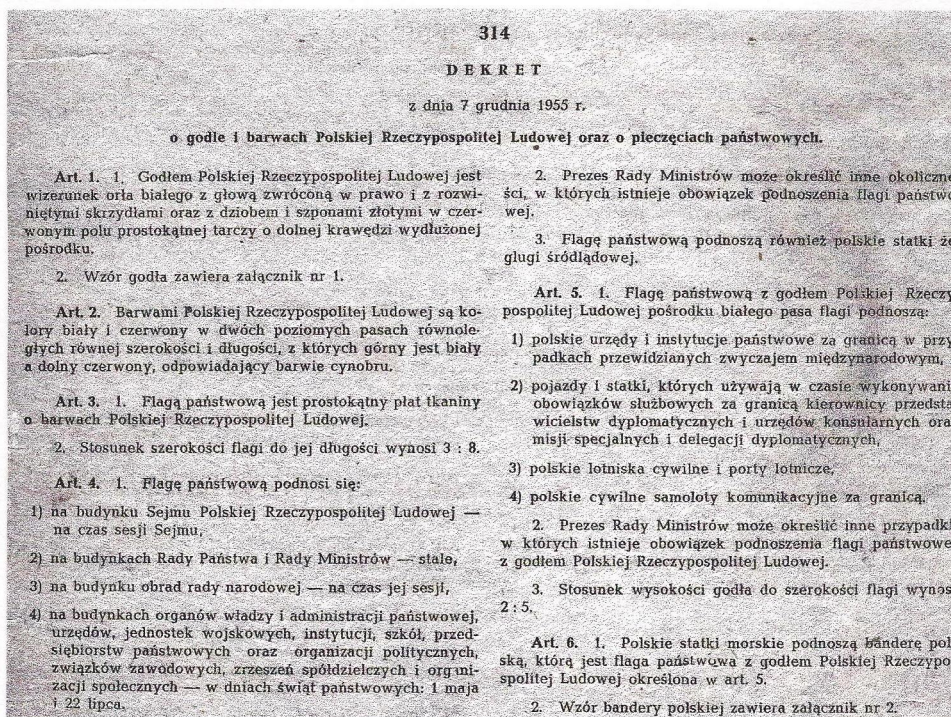 314
DEKRET
z dnia 7 grudnia 1955 r.
o godle i barwach Polskiej Rzeczypospolitej Ludowej oraz o pieczęciach państwowych.
Art. 1. 1. Godłem Polskiej Rzeczypospolitej Ludowej jest
wizerunek orła białego z głową zwróconą w prawo i z rozwi-
niętymi skrzydłami oraz z dziobem i szponami złotymi w czer-
wonym polu prostokątnej tarczy o dolnej krawędzi wydłużonej
pośrodku.
2. Wzór godła zawiera załącznik nr 1.
Art. 2. Barwami Polskiej Rzeczypospolitej Ludowej są ko-
lory biały i czerwony w dwóch poziomych pasach równole-
głych równej szerokości i długości, z których górny jest biały
a dolny czerwony, odpowiadający barwie cynobru.
Art. 3. 1. Flagą państwową jest prostokątny płat tkaniny
o barwach Polskiej Rzeczypospolitej Ludowej.
2. Stosunek szerokości flagi do jej długości wynosi 3 : 8.
Art. 4. 1. Flagę państwową podnosi się:
1) na budynku Sejmu Polskiej Rzeczypospolitej Ludowej —
na czas sesji Sejmu,
2) na budynkach Rady Państwa i Rady Ministrów — stale,
3) na budynku obrad rady narodowej — na czas jej sesji,
4) na budynkach organów władzy i administracji państwowej,
urzędów, jednostek wojskowych, instytucji, szkół, przed-
siębiorstw państwowych oraz organizacji politycznych,
związków zawodowych, zrzeszeń spółdzielczych i organi-
zacji społecznych — w dniach świąt państwowych: 1 maja
i 22 lipca.
2. Prezes Rady Ministrów może określić inne okoliczno
ści, w których istnieje obowiązek podnoszenia flagi państwo
wej.
3. Flagę państwową podnoszą również polskie statki że
glugi śródlądowej.
Art. 5. 1. Flagę państwową z godłem Polskiej Rzeczy
pospolitej Ludowej pośrodku białego pasa flagi podnoszą:
1) polskie urzędy i instytucje państwowe za granicą w przy
padkach przewidzianych zwyczajem międzynarodowym,
2) pojazdy i statki, których używają w czasie wykonywani
obowiązków służbowych za granicą kierownicy przedsta
wicielstw dyplomatycznych i urzędów konsularnych ora
misji specjalnych i delegacji dyplomatycznych,
3) polskie lotniska cywilne i porty lotnicze,
4) polskie cywilne samoloty komunikacyjne za granicą.
2. Prezes Rady Ministrów może określić inne przypadki
w których istnieje obowiązek podnoszenia flagi państwowe
z godłem Polskiej Rzeczypospolitej Ludowej.
3. Stosunek wysokości godła do szerokości flagi wynos
2 : 5.
Art. 6. 1. Polskie statki morskie podnoszą banderę pol
ską, którą jest flaga państwowa z godłem Polskiej Rzeczypo
spolitej Ludowej określona w art. 5.
2. Wzór bandery polskiej zawiera załącznik nr 2.